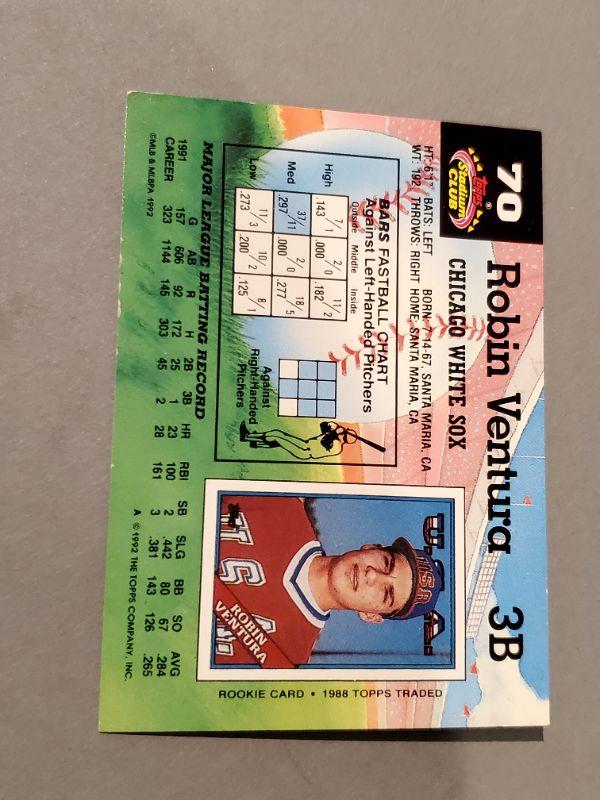 70
Topps®
Stadium
CLUB
Robin Ventura 3B
CHICAGO WHITE SOX
HT: 6'1" BATS: LEFT BORN 7-14-67, SANTA MARIA, CA
WT: 192 THROWS: RIGHT HOME: SANTA MARIA, CA
BARS FASTBALL CHART
Against Left-Handed Pitchers
High 7/1 .143 2/0 .000 11/2 .182
Med 37/11 .297 2/0 .000 18/5 .277
Low 11/3 .273 10/2 .200 8/1 .125
Outside Middle Inside
Against
Right-Handed
Pitchers
U.S.A.
USA
USA
ROBIN
VENTURA
ROOKIE CARD • 1988 TOPPS TRADED
MAJOR LEAGUE BATTING RECORD
G AB R H 2B 3B HR RBI SB SLG BB SO AVG
1991 157 606 92 172 25 1 23 100 2 .442 80 67 .284
CAREER 323 1144 145 303 45 2 28 161 3 .381 143 126 .265
©MLB & MLBPA 1992
A © 1992 THE TOPPS COMPANY, INC.